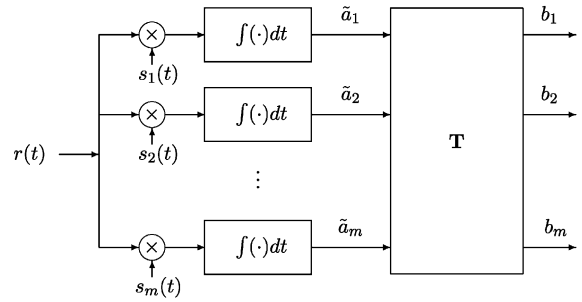 ∫(·)dt ã₁ b₁
s₁(t)
∫(·)dt ã₂ b₂
r(t) s₂(t) T
⋮
∫(·)dt ãₘ bₘ
sₘ(t)